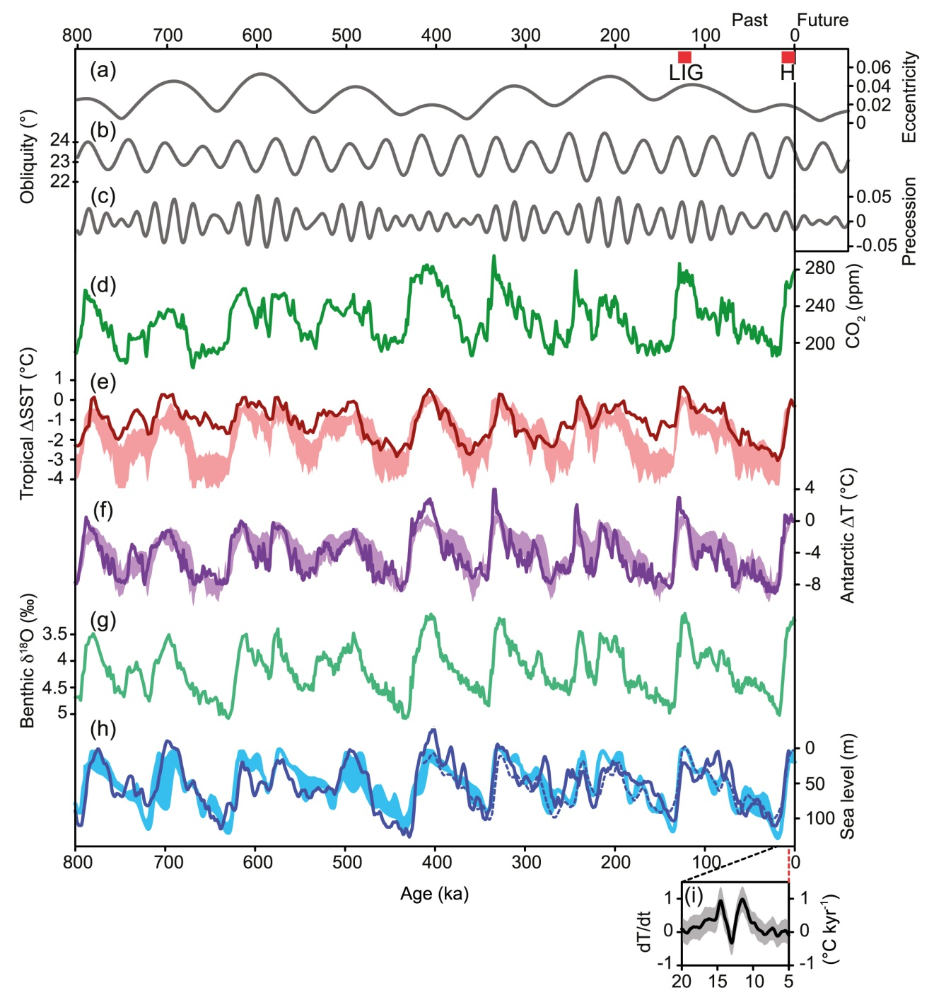 Past Future
800 700 600 500 400 300 200 100 0
(a)
LIG H
0.06
0.04
0.02
0
Eccentricity
(b)
24
23
22
Obliquity (°)
(c)
0.05
0
-0.05
Precession
(d)
280
240
200
CO2 (ppm)
(e)
1
0
-1
-2
-3
-4
Tropical ΔSST (°C)
(f)
4
0
-4
-8
Antarctic ΔT (°C)
(g)
3.5
4
4.5
5
Benthic δ18O (‰)
(h)
0
50
100
Sea level (m)
800 700 600 500 400 300 200 100 0
Age (ka)
(i)
1 1
0 0
-1 -1
dT/dt
(°C kyr-1)
20 15 10 5